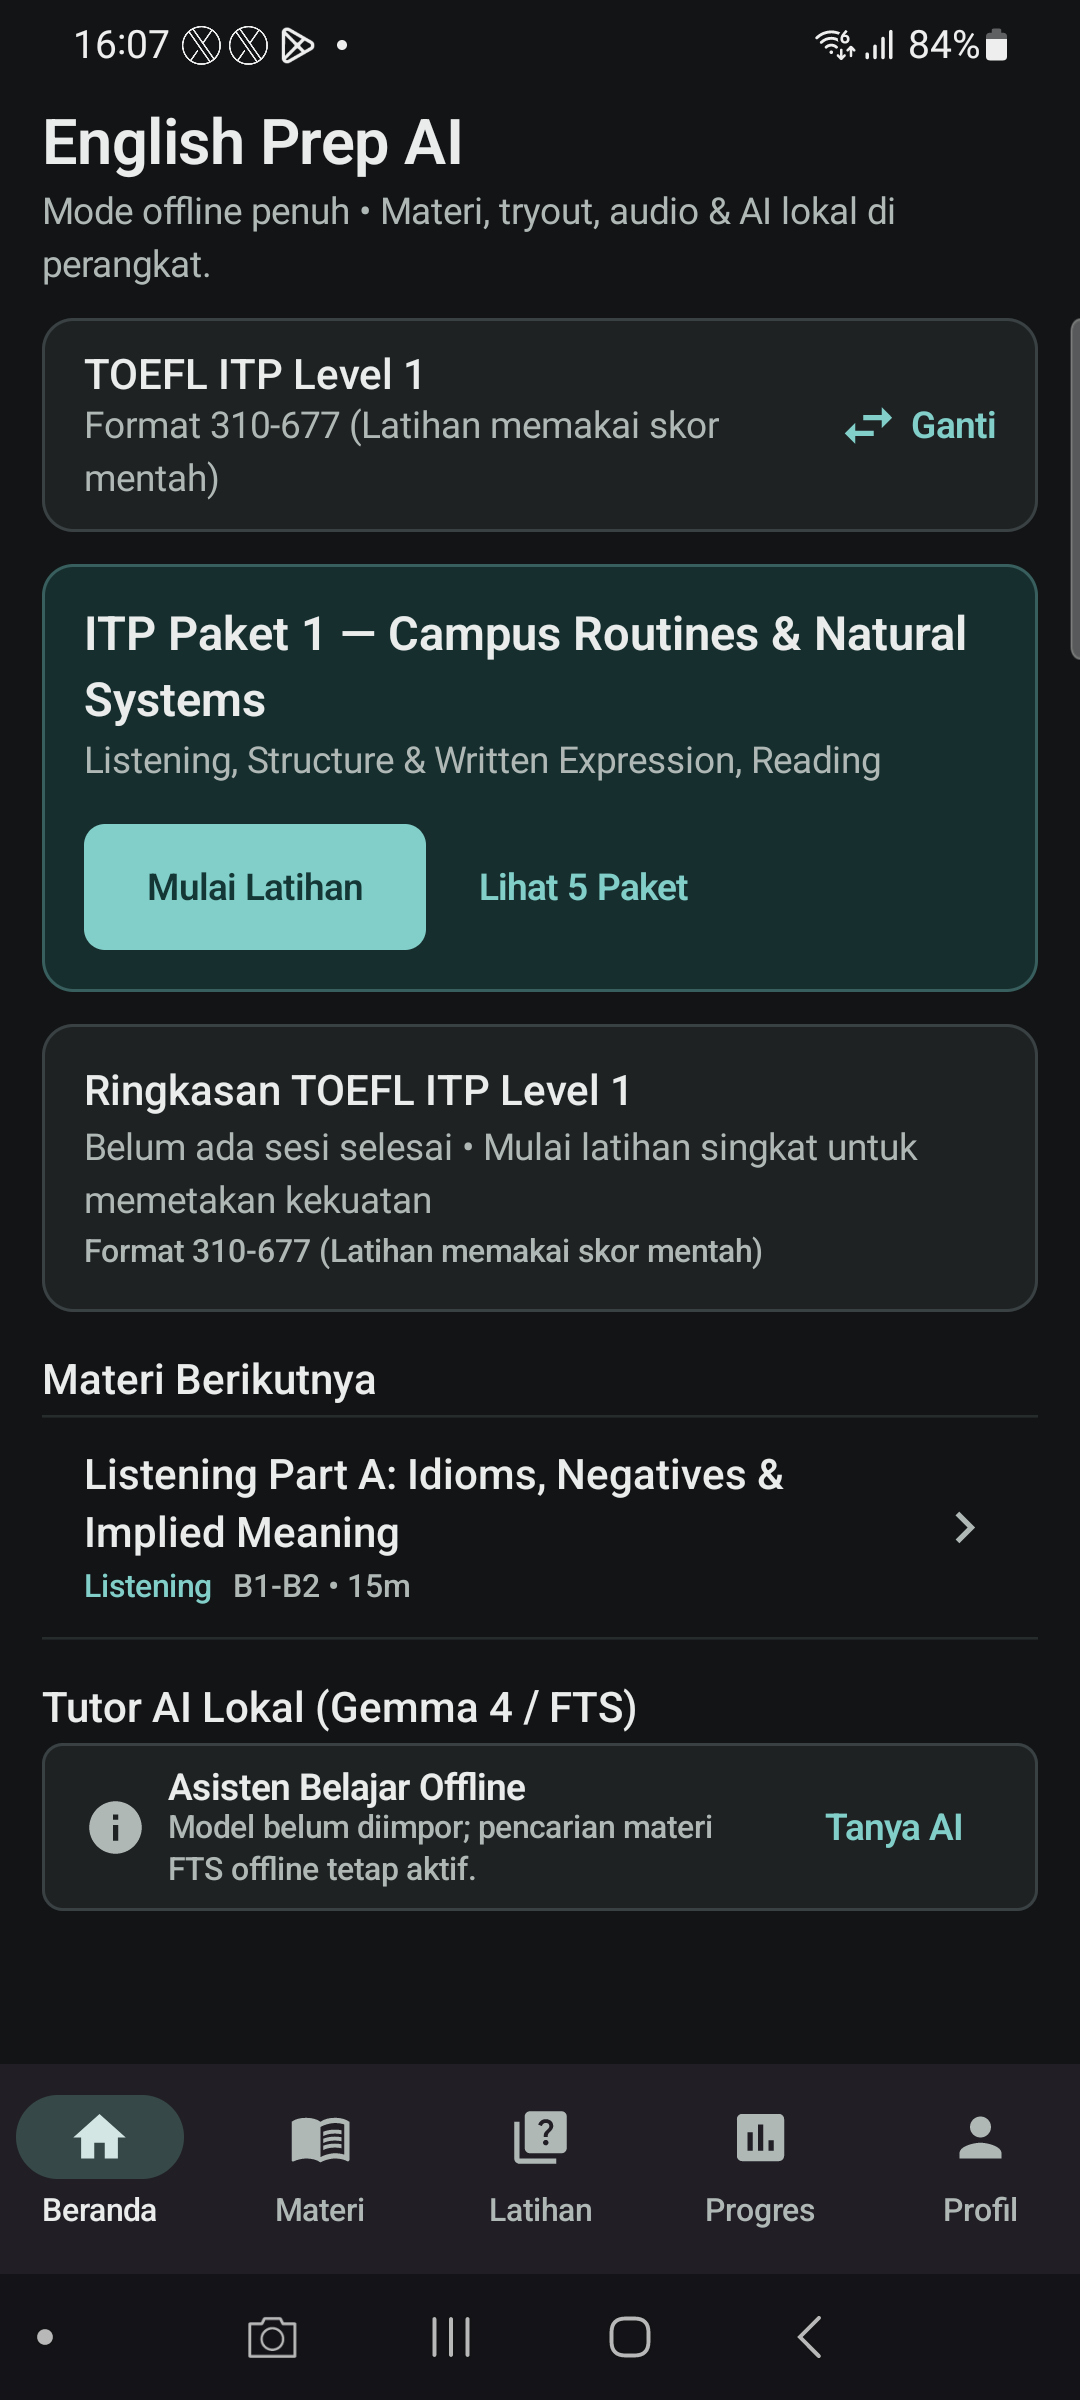 16:07
84%
English Prep AI
Mode offline penuh • Materi, tryout, audio & AI lokal di
perangkat.
TOEFL ITP Level 1
Format 310-677 (Latihan memakai skor
mentah)
Ganti
ITP Paket 1 — Campus Routines & Natural
Systems
Listening, Structure & Written Expression, Reading
Mulai Latihan
Lihat 5 Paket
Ringkasan TOEFL ITP Level 1
Belum ada sesi selesai • Mulai latihan singkat untuk
memetakan kekuatan
Format 310-677 (Latihan memakai skor mentah)
Materi Berikutnya
Listening Part A: Idioms, Negatives &
Implied Meaning
Listening B1-B2 • 15m
Tutor AI Lokal (Gemma 4 / FTS)
Asisten Belajar Offline
Model belum diimpor; pencarian materi
FTS offline tetap aktif.
Tanya AI
Beranda
Materi
Latihan
Progres
Profil